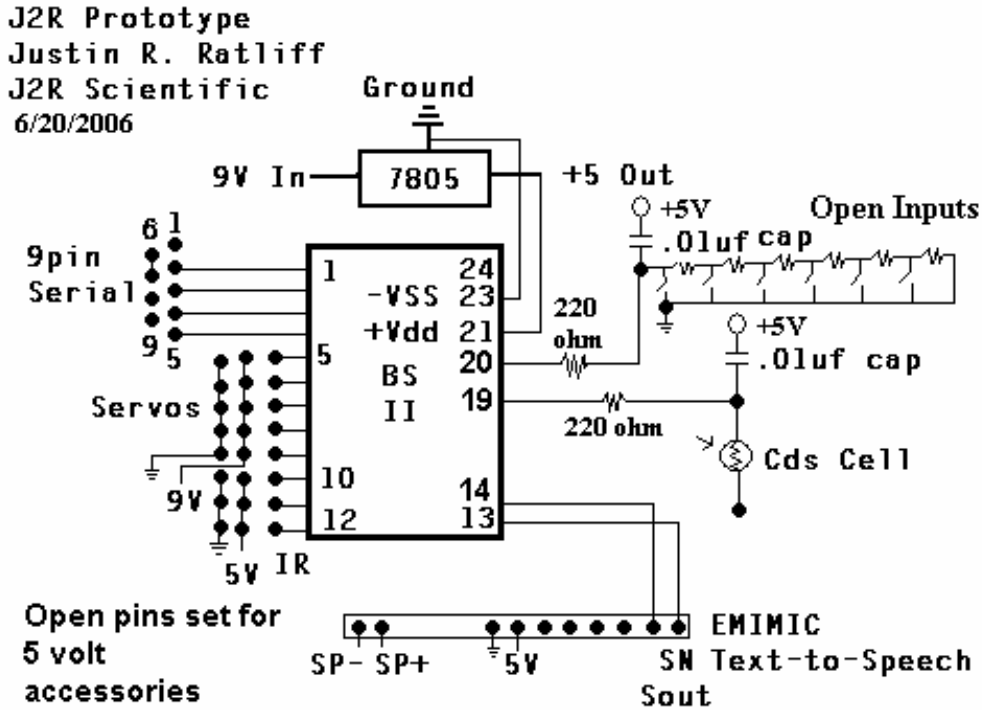 J2R Prototype
Justin R. Ratliff
J2R Scientific
6/20/2006
Ground
9V In
7805
+5 Out
+5V
Open Inputs
.01uf cap
6 1
9pin
Serial
9 5
1
24
-VSS 23
+Vdd 21
20
5
BS
II
19
220
ohm
+5V
.01uf cap
220 ohm
Cds Cell
Servos
9V
10
12
14
13
5V
IR
Open pins set for
5 volt
accessories
SP- SP+
5V
EMIMIC
SN Text-to-Speech
Sout